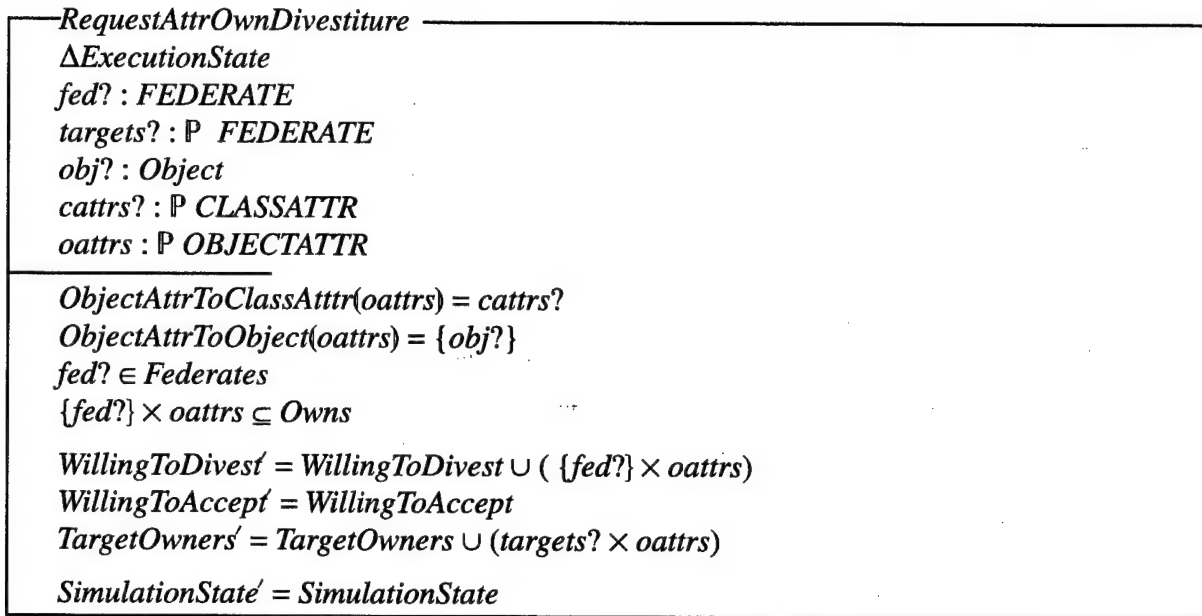 RequestAttrOwnDivestiture
ΔExecutionState
fed? : FEDERATE
targets? : ℙ FEDERATE
obj? : Object
cattrs? : ℙ CLASSATTR
oattrs : ℙ OBJECTATTR
ObjectAttrToClassAtttr⦇oattrs⦈ = cattrs?
ObjectAttrToObject⦇oattrs⦈ = {obj?}
fed? ∈ Federates
{fed?} × oattrs ⊆ Owns
WillingToDivest′ = WillingToDivest ∪ ( {fed?} × oattrs)
WillingToAccept′ = WillingToAccept
TargetOwners′ = TargetOwners ∪ (targets? × oattrs)
SimulationState′ = SimulationState